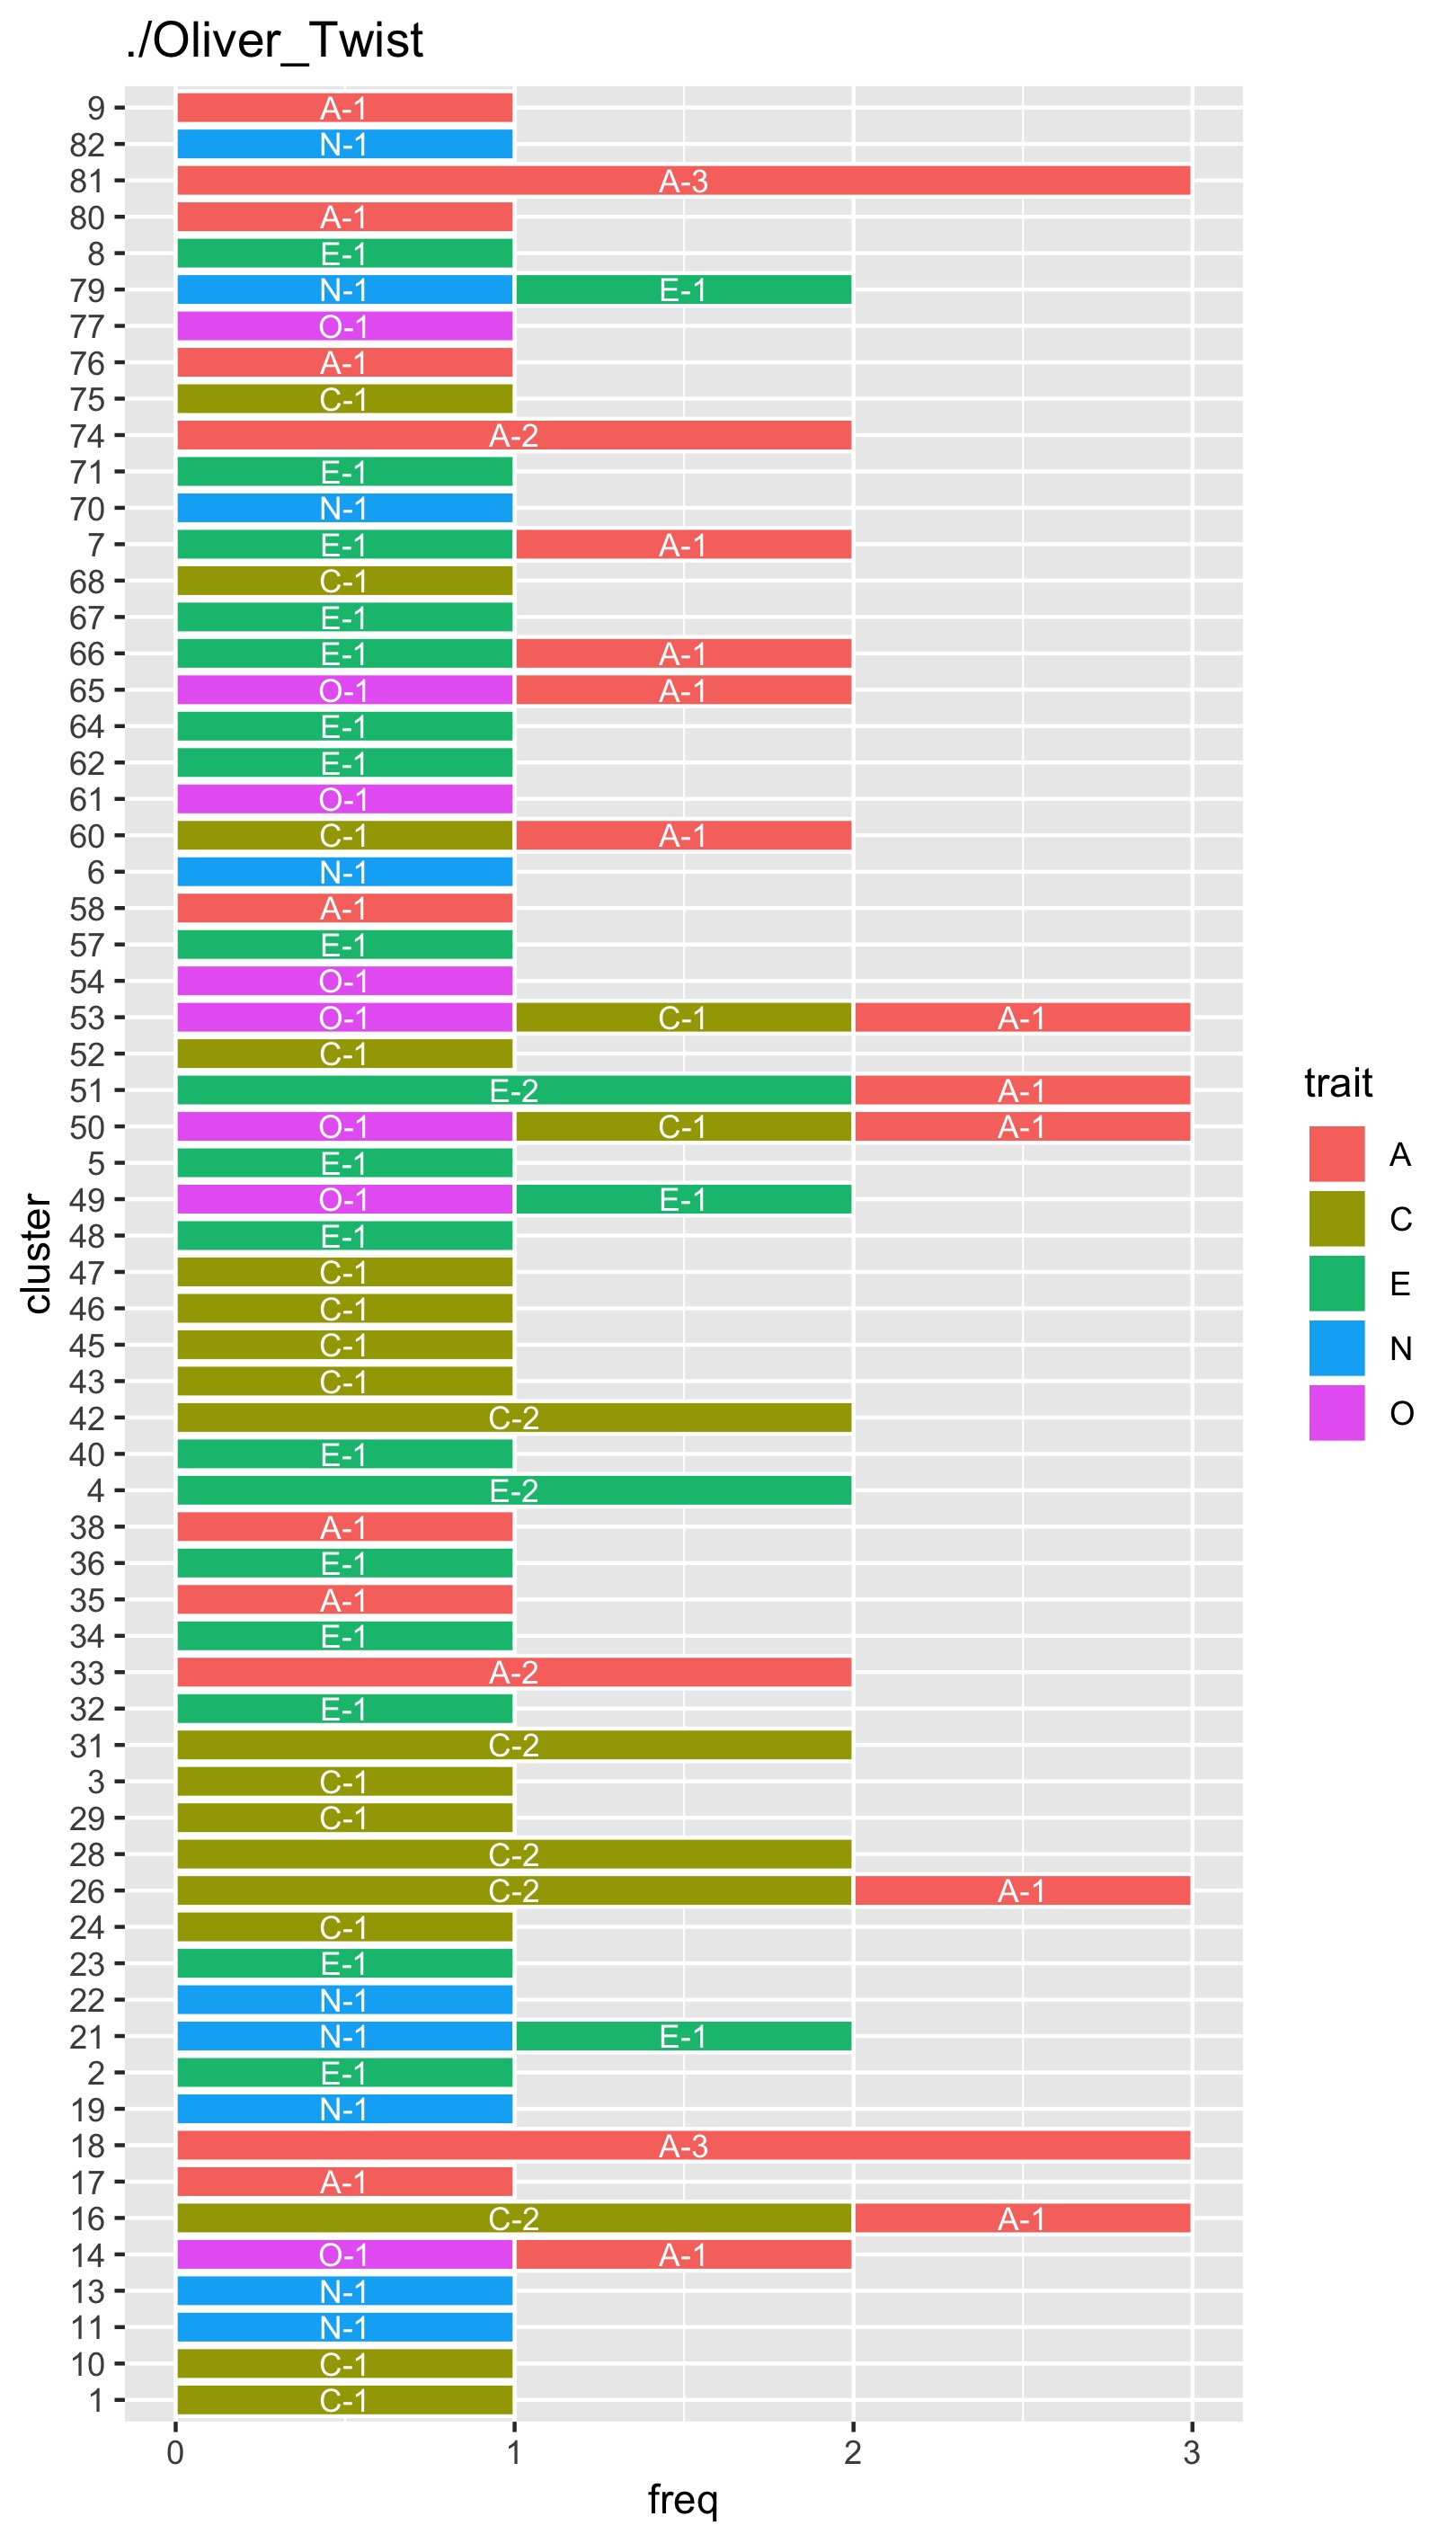 ./Oliver_Twist
9 A-1
82 N-1
81 A-3
80 A-1
8 E-1
79 N-1 E-1
77 O-1
76 A-1
75 C-1
74 A-2
71 E-1
70 N-1
7 E-1 A-1
68 C-1
67 E-1
66 E-1 A-1
65 O-1 A-1
64 E-1
62 E-1
61 O-1
60 C-1 A-1
6 N-1
58 A-1
57 E-1
54 O-1
53 O-1 C-1 A-1
52 C-1
51 E-2 A-1
50 O-1 C-1 A-1
5 E-1
49 O-1 E-1
48 E-1
47 C-1
46 C-1
45 C-1
43 C-1
42 C-2
40 E-1
4 E-2
38 A-1
36 E-1
35 A-1
34 E-1
33 A-2
32 E-1
31 C-2
3 C-1
29 C-1
28 C-2
26 C-2 A-1
24 C-1
23 E-1
22 N-1
21 N-1 E-1
2 E-1
19 N-1
18 A-3
17 A-1
16 C-2 A-1
14 O-1 A-1
13 N-1
11 N-1
10 C-1
1 C-1
0 1 2 3
freq
cluster
trait
A
C
E
N
O